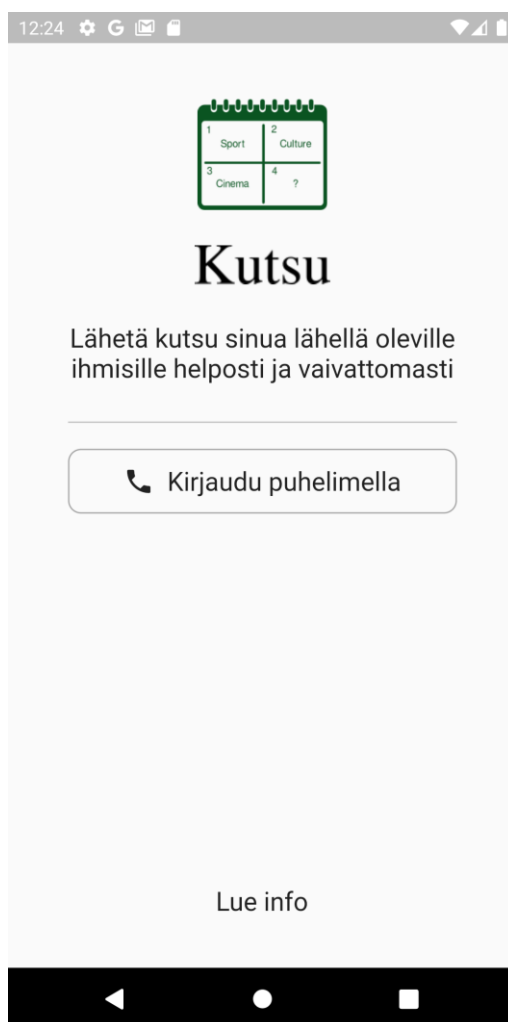 12:24 G
1 2
Sport Culture
3 4
Cinema ?
Kutsu
Lähetä kutsu sinua lähellä oleville
ihmisille helposti ja vaivattomasti
Kirjaudu puhelimella
Lue info